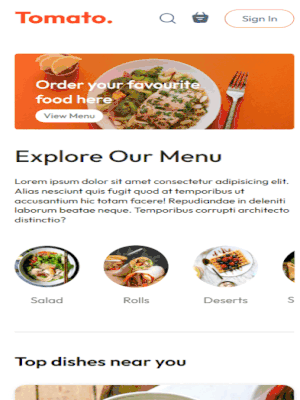 Tomato.
Sign In
Order your favourite
food here
View Menu
Explore Our Menu
Lorem ipsum dolor sit amet consectetur adipisicing elit.
Alias nesciunt quis fugit quod at temporibus ut
accusantium hic totam facere! Repudiandae in deleniti
laborum beatae neque. Temporibus corrupti architecto
distinctio?
Salad
Rolls
Deserts
S
Top dishes near you